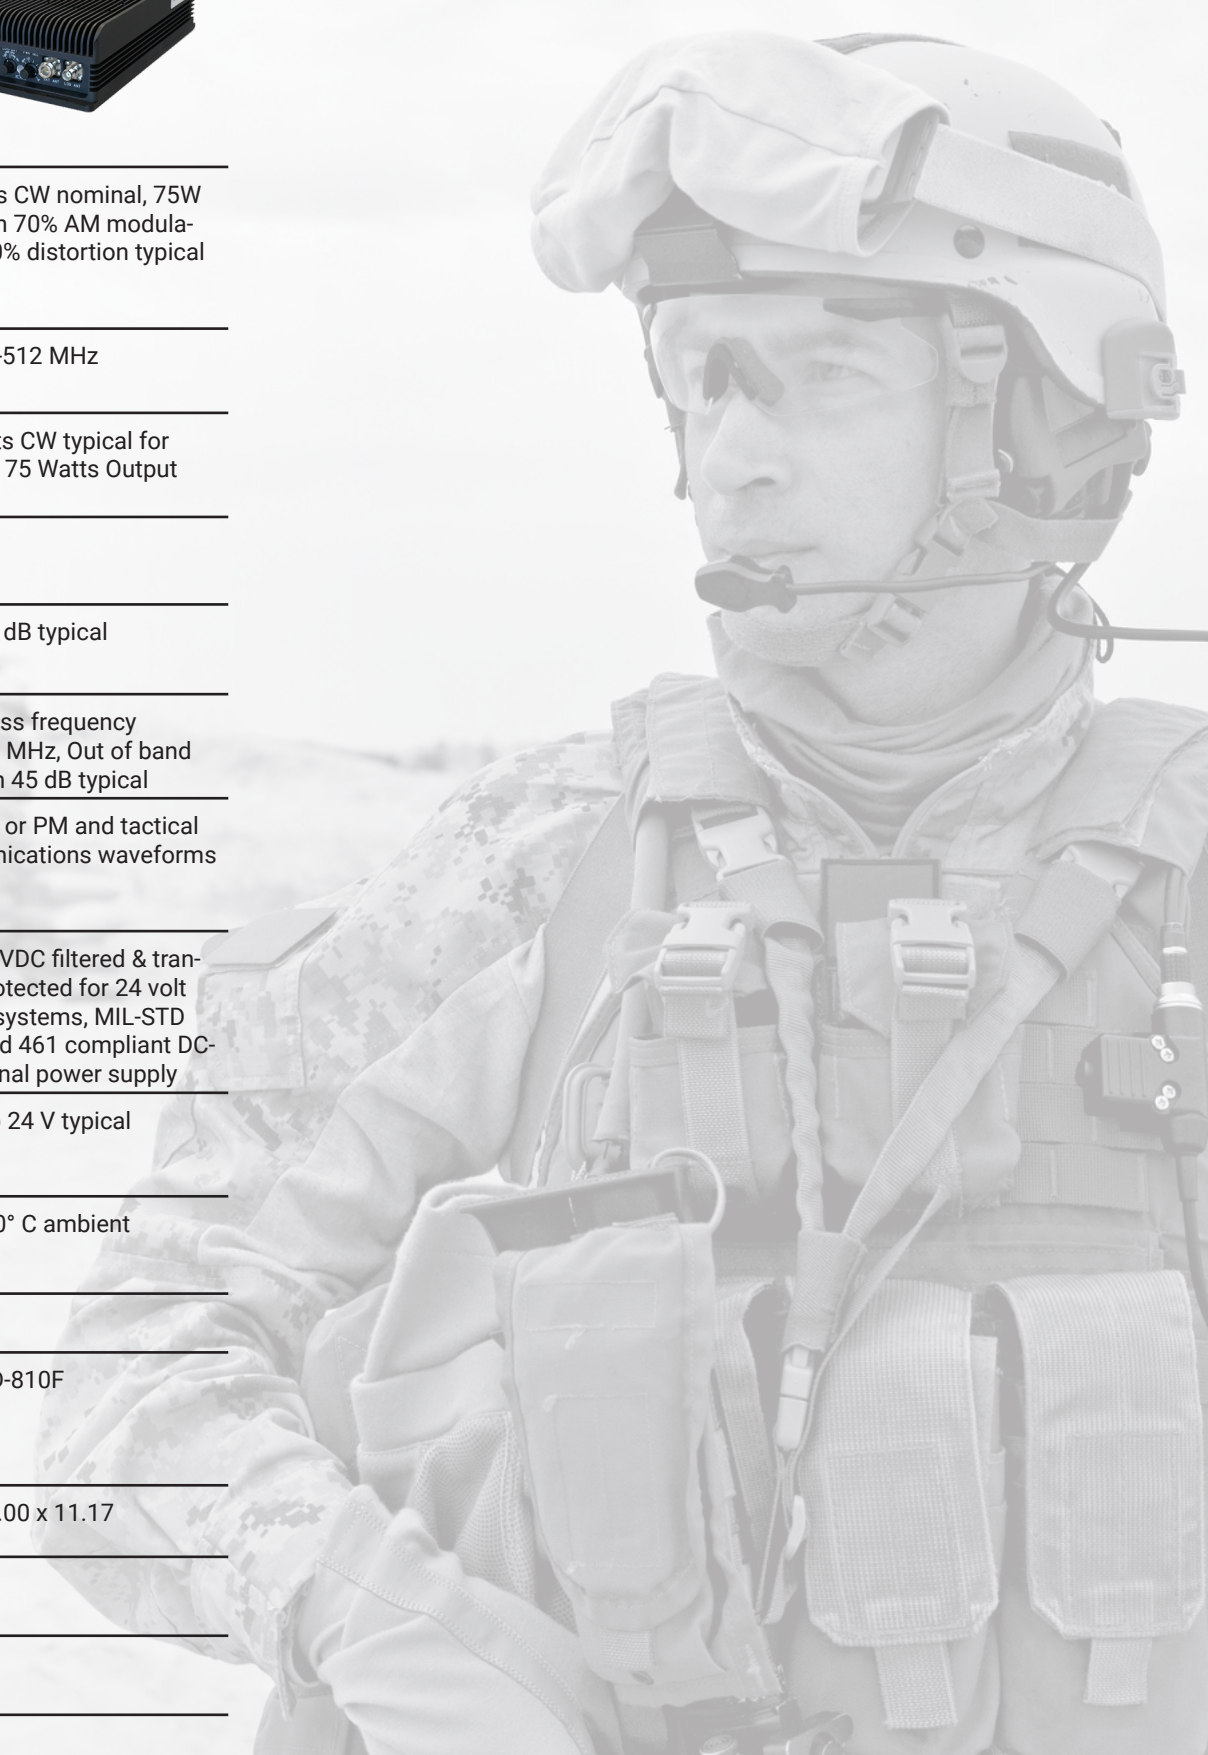 s CW nominal, 75W
n 70% AM modula-
0% distortion typical
-512 MHz
ts CW typical for
75 Watts Output
dB typical
ss frequency
MHz, Out of band
n 45 dB typical
or PM and tactical
nications waveforms
VDC filtered & tran-
otected for 24 volt
systems, MIL-STD
d 461 compliant DC-
nal power supply
24 V typical
0° C ambient
D-810F
.00 x 11.17